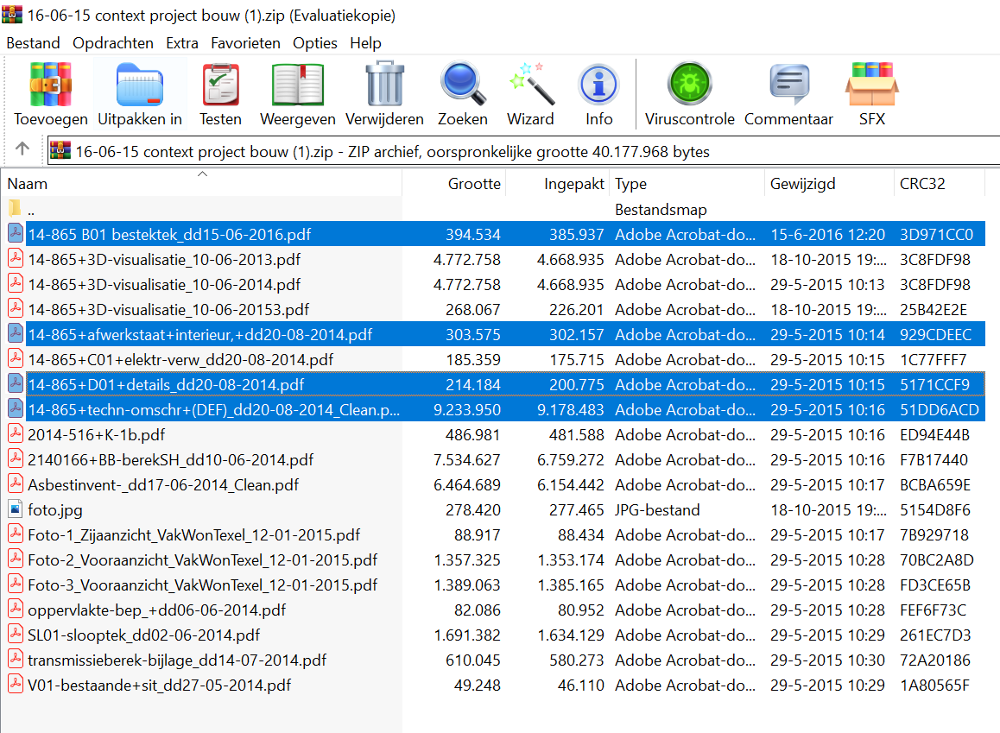 16-06-15 context project bouw (1).zip (Evaluatiekopie)
Bestand Opdrachten Extra Favorieten Opties Help
Toevoegen Uitpakken in Testen Weergeven Verwijderen Zoeken Wizard Info Viruscontrole Commentaar SFX
16-06-15 context project bouw (1).zip - ZIP archief, oorspronkelijke grootte 40.177.968 bytes
Naam Grootte Ingepakt Type Gewijzigd CRC32
.. Bestandsmap
14-865 B01 bestektek_dd15-06-2016.pdf 394.534 385.937 Adobe Acrobat-do... 15-6-2016 12:20 3D971CC0
14-865+3D-visualisatie_10-06-2013.pdf 4.772.758 4.668.935 Adobe Acrobat-do... 18-10-2015 19:... 3C8FDF98
14-865+3D-visualisatie_10-06-2014.pdf 4.772.758 4.668.935 Adobe Acrobat-do... 29-5-2015 10:13 3C8FDF98
14-865+3D-visualisatie_10-06-20153.pdf 268.067 226.201 Adobe Acrobat-do... 18-10-2015 19:... 25B42E2E
14-865+afwerkstaat+interieur,+dd20-08-2014.pdf 303.575 302.157 Adobe Acrobat-do... 29-5-2015 10:14 929CDEEC
14-865+C01+elektr-verw_dd20-08-2014.pdf 185.359 175.715 Adobe Acrobat-do... 29-5-2015 10:15 1C77FFF7
14-865+D01+details_dd20-08-2014.pdf 214.184 200.775 Adobe Acrobat-do... 29-5-2015 10:15 5171CCF9
14-865+techn-omschr+(DEF)_dd20-08-2014_Clean.p... 9.233.950 9.178.483 Adobe Acrobat-do... 29-5-2015 10:16 51DD6ACD
2014-516+K-1b.pdf 486.981 481.588 Adobe Acrobat-do... 29-5-2015 10:16 ED94E44B
2140166+BB-berekSH_dd10-06-2014.pdf 7.534.627 6.759.272 Adobe Acrobat-do... 29-5-2015 10:16 F7B17440
Asbestinvent-_dd17-06-2014_Clean.pdf 6.464.689 6.154.442 Adobe Acrobat-do... 29-5-2015 10:17 BCBA659E
foto.jpg 278.420 277.465 JPG-bestand 18-10-2015 19:... 5154D8F6
Foto-1_Zijaanzicht_VakWonTexel_12-01-2015.pdf 88.917 88.434 Adobe Acrobat-do... 29-5-2015 10:17 7B929718
Foto-2_Vooraanzicht_VakWonTexel_12-01-2015.pdf 1.357.325 1.353.174 Adobe Acrobat-do... 29-5-2015 10:28 70BC2A8D
Foto-3_Vooraanzicht_VakWonTexel_12-01-2015.pdf 1.389.063 1.385.165 Adobe Acrobat-do... 29-5-2015 10:28 FD3CE65B
oppervlakte-bep_+dd06-06-2014.pdf 82.086 80.952 Adobe Acrobat-do... 29-5-2015 10:28 FEF6F73C
SL01-slooptek_dd02-06-2014.pdf 1.691.382 1.634.129 Adobe Acrobat-do... 29-5-2015 10:29 261EC7D3
transmissieberek-bijlage_dd14-07-2014.pdf 610.045 580.273 Adobe Acrobat-do... 29-5-2015 10:30 72A20186
V01-bestaande+sit_dd27-05-2014.pdf 49.248 46.110 Adobe Acrobat-do... 29-5-2015 10:29 1A80565F